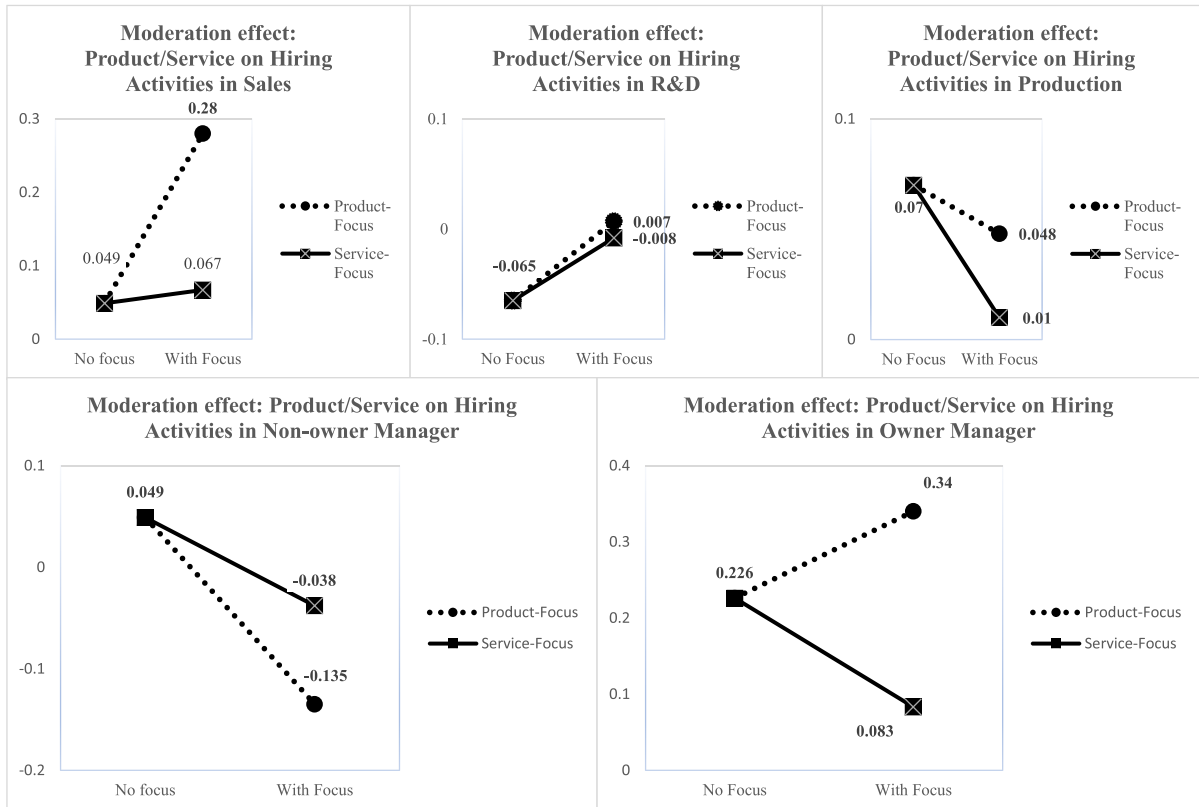 Moderation effect:
Product/Service on Hiring
Activities in Sales
0.3
0.2
0.1
0
0.28
0.049
0.067
No focus
With Focus
Product-
Focus
Service-
Focus
Moderation effect:
Product/Service on Hiring
Activities in R&D
0.1
0
-0.1
0.007
-0.008
-0.065
No Focus
With Focus
Product-
Focus
Service-
Focus
Moderation effect:
Product/Service on Hiring
Activities in Production
0.1
0
0.07
0.048
0.01
No Focus
With Focus
Product-
Focus
Service-
Focus
Moderation effect: Product/Service on Hiring
Activities in Non-owner Manager
0.1
0
-0.1
-0.2
0.049
-0.038
-0.135
No focus
With Focus
Product-Focus
Service-Focus
Moderation effect: Product/Service on Hiring
Activities in Owner Manager
0.4
0.3
0.2
0.1
0
0.34
0.226
0.083
No Focus
With Focus
Product-Focus
Service-Focus